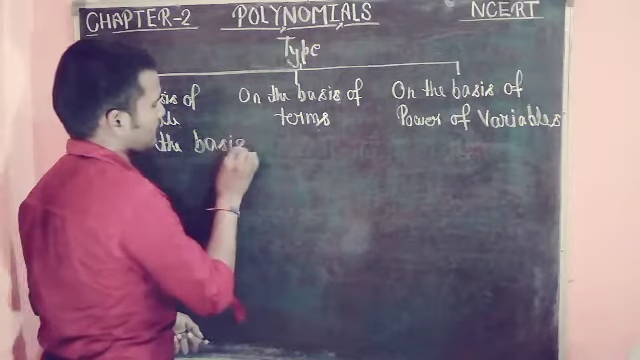 CHAPTER-2 POLYNOMIALS NCERT
Type
of
On the basis of
terms
On the basis of
Power of Variables
the basis